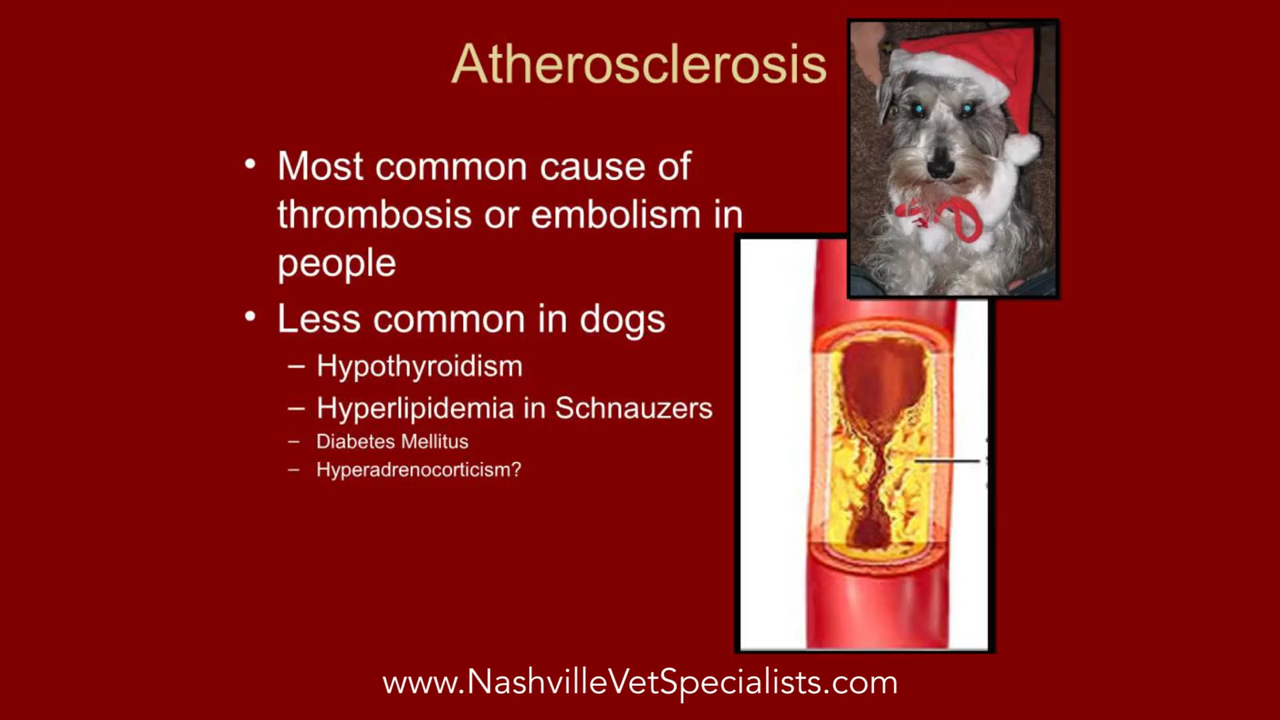 Atherosclerosis
• Most common cause of
thrombosis or embolism in
people
• Less common in dogs
– Hypothyroidism
– Hyperlipidemia in Schnauzers
– Diabetes Mellitus
– Hyperadrenocorticism?
www.NashvilleVetSpecialists.com